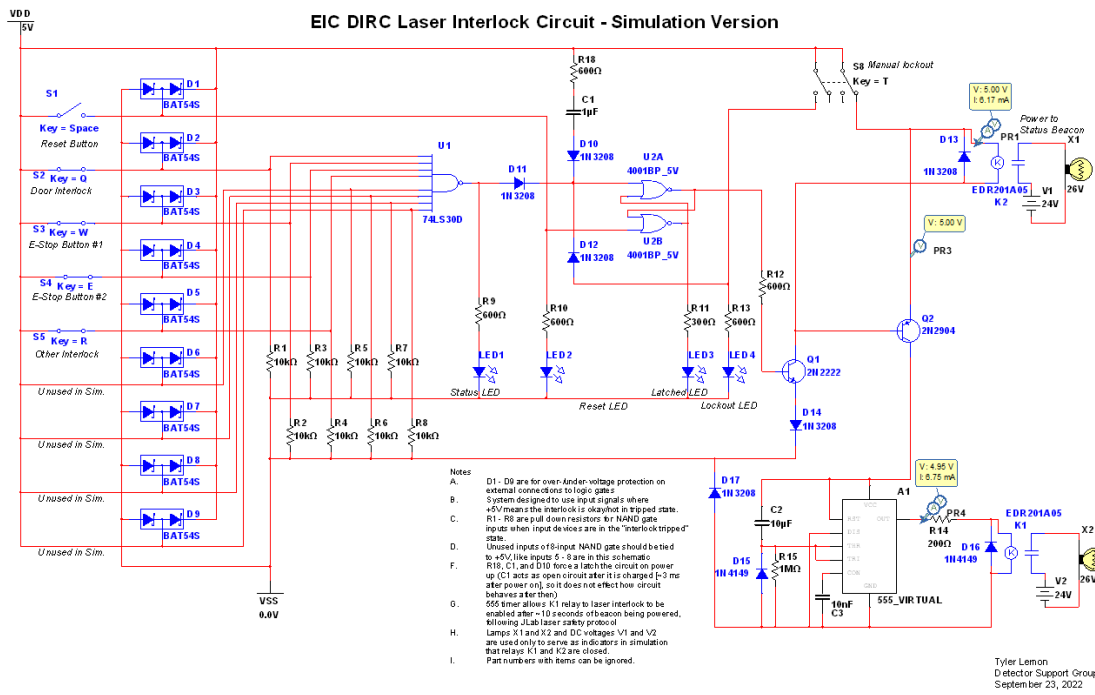 EIC DIRC Laser Interlock Circuit - Simulation Version
VDD
5V
S1
Key = Space
Reset Button
S2
Key = Q
Door Interlock
S3
Key = W
E-Stop Button #1
S4
Key = E
E-Stop Button #2
S5
Key = R
Other Interlock
Unused in Sim.
Unused in Sim.
Unused in Sim.
Unused in Sim.
D1
BAT54S
D2
BAT54S
D3
BAT54S
D4
BAT54S
D5
BAT54S
D6
BAT54S
D7
BAT54S
D8
BAT54S
D9
BAT54S
VSS
0.0V
R1
10kΩ
R3
10kΩ
R5
10kΩ
R7
10kΩ
R2
10kΩ
R4
10kΩ
R6
10kΩ
R8
10kΩ
U1
74LS30D
D11
1N3208
R18
600Ω
C1
1µF
D10
1N3208
D12
1N3208
U2A
4001BP_5V
U2B
4001BP_5V
R9
600Ω
R10
600Ω
R11
300Ω
R13
600Ω
R12
600Ω
LED1
LED2
LED3
LED4
Status LED
Reset LED
Latched LED
Lockout LED
S8
Manual lockout
Key = T
Q1
2N2222
D14
1N3208
Q2
2N2904
V: 5.00 V
I: 6.17 mA
D13
1N3208
PR1
Power to
Status Beacon
X1
K
EDR201A05
K2
V1
24V
26V
V: 5.00 V
PR3
V: 4.95 V
I: 6.75 mA
PR4
D17
1N3208
C2
10µF
D15
1N4149
R15
1MΩ
10nF
C3
A1
VCC
RST
OUT
DIS
THR
TRI
CON
GND
555_VIRTUAL
R14
200Ω
D16
1N4149
EDR201A05
K1
K
X2
V2
24V
26V
Notes
A. D1 - D9 are for over-/under-voltage protection on
external connections to logic gates
B. System designed to use input signals where
+5V means the interlock is okay/not in tripped state.
C. R1 - R8 are pull down resistors for NAND gate
inputs when input devices are in the "interlock tripped"
state.
D. Unused inputs of 8-input NAND gate should be tied
to +5V, like inputs 5 - 8 are in this schematic
F. R18, C1, and D10 force a latch the circuit on power
up (C1 acts as open circuit after it is charged [~3 ms
after power on], so it does not effect how circuit
behaves after then)
G. 555 timer allows K1 relay to laser interlock to be
enabled after ~10 seconds of beacon being powered,
following JLab laser safety protocol
H. Lamps X1 and X2 and DC voltages V1 and V2
are used only to serve as indicators in simulation
that relays K1 and K2 are closed.
I. Part numbers with items can be ignored.
Tyler Lemon
Detector Support Group
September 23, 2022